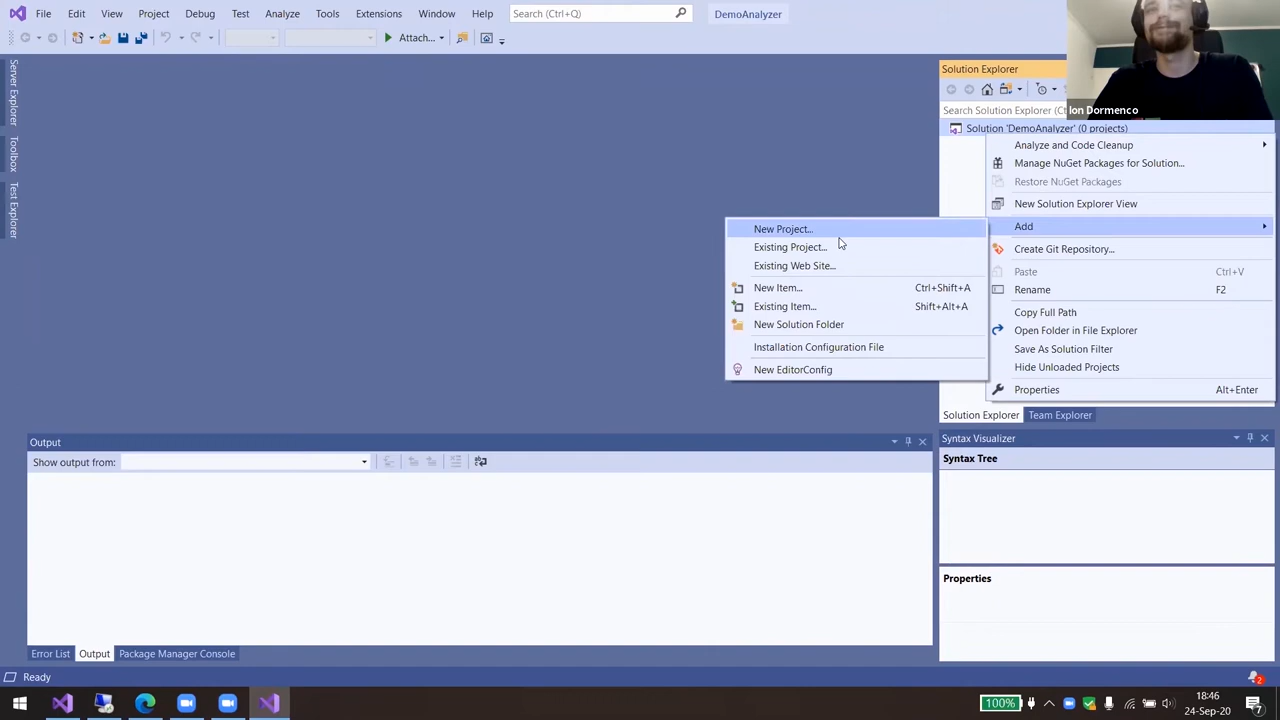 File Edit View Project Debug Test Analyze Tools Extensions Window Help Search (Ctrl+Q) DemoAnalyzer
Attach...
Server Explorer
Toolbox
Test Explorer
Solution Explorer
Search Solution Explorer (Ct
Ion Dormenco
Solution 'DemoAnalyzer' (0 projects)
Analyze and Code Cleanup
Manage NuGet Packages for Solution...
Restore NuGet Packages
New Solution Explorer View
Add
Create Git Repository...
Paste Ctrl+V
Rename F2
Copy Full Path
Open Folder in File Explorer
Save As Solution Filter
Hide Unloaded Projects
Properties Alt+Enter
New Project...
Existing Project...
Existing Web Site...
New Item... Ctrl+Shift+A
Existing Item... Shift+Alt+A
New Solution Folder
Installation Configuration File
New EditorConfig
Solution Explorer Team Explorer
Output
Show output from:
Syntax Visualizer
Syntax Tree
Properties
Error List Output Package Manager Console
Ready
2
100%
18:46
24-Sep-20
7